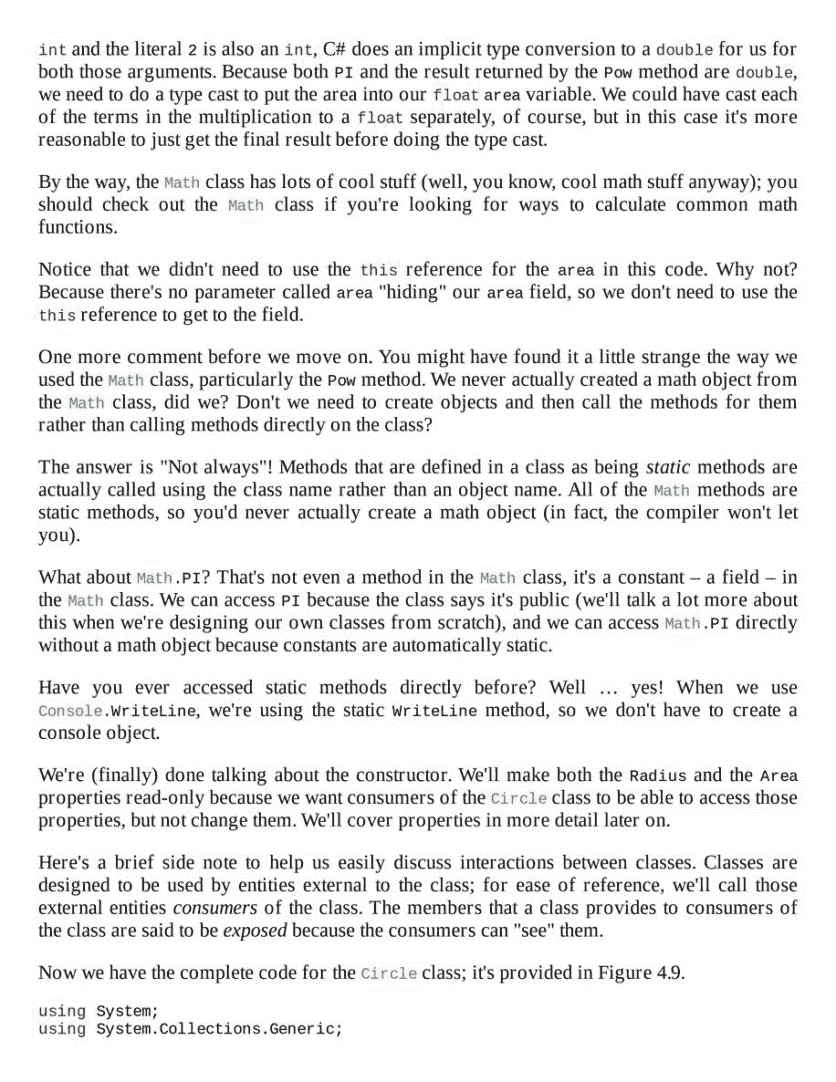 int and the literal 2 is also an int, C# does an implicit type conversion to a double for us for
both those arguments. Because both PI and the result returned by the Pow method are double,
we need to do a type cast to put the area into our float area variable. We could have cast each
of the terms in the multiplication to a float separately, of course, but in this case it's more
reasonable to just get the final result before doing the type cast.
By the way, the Math class has lots of cool stuff (well, you know, cool math stuff anyway); you
should check out the Math class if you're looking for ways to calculate common math
functions.
Notice that we didn't need to use the this reference for the area in this code. Why not?
Because there's no parameter called area "hiding" our area field, so we don't need to use the
this reference to get to the field.
One more comment before we move on. You might have found it a little strange the way we
used the Math class, particularly the Pow method. We never actually created a math object from
the Math class, did we? Don't we need to create objects and then call the methods for them
rather than calling methods directly on the class?
The answer is "Not always"! Methods that are defined in a class as being static methods are
actually called using the class name rather than an object name. All of the Math methods are
static methods, so you'd never actually create a math object (in fact, the compiler won't let
you).
What about Math.PI? That's not even a method in the Math class, it's a constant – a field – in
the Math class. We can access PI because the class says it's public (we'll talk a lot more about
this when we're designing our own classes from scratch), and we can access Math.PI directly
without a math object because constants are automatically static.
Have you ever accessed static methods directly before? Well … yes! When we use
Console.WriteLine, we're using the static WriteLine method, so we don't have to create a
console object.
We're (finally) done talking about the constructor. We'll make both the Radius and the Area
properties read-only because we want consumers of the Circle class to be able to access those
properties, but not change them. We'll cover properties in more detail later on.
Here's a brief side note to help us easily discuss interactions between classes. Classes are
designed to be used by entities external to the class; for ease of reference, we'll call those
external entities consumers of the class. The members that a class provides to consumers of
the class are said to be exposed because the consumers can "see" them.
Now we have the complete code for the Circle class; it's provided in Figure 4.9.
using System;
using System.Collections.Generic;